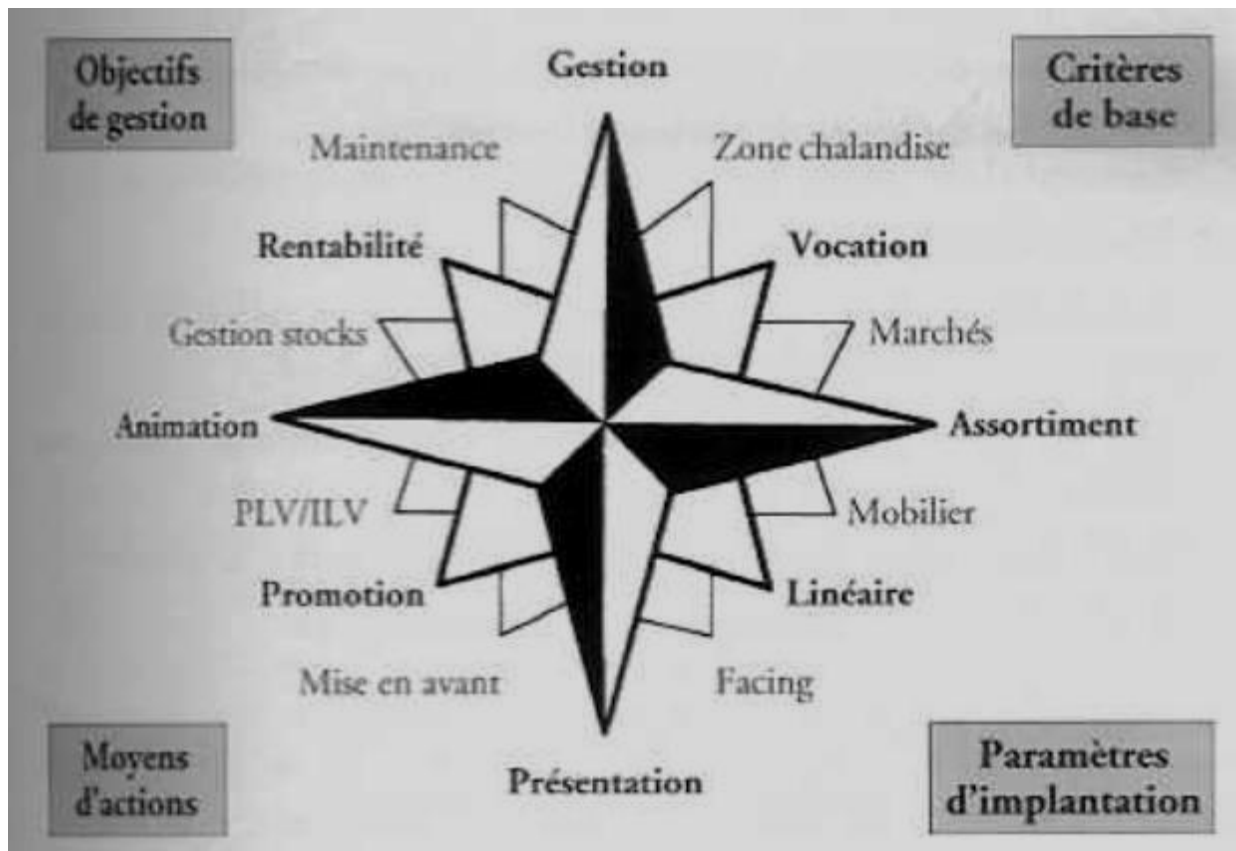 Gestion
Objectifs
de gestion
Critères
de base
Maintenance
Zone chalandise
Rentabilité
Vocation
Gestion stocks
Marchés
Animation
Assortiment
PLV/ILV
Mobilier
Promotion
Linéaire
Mise en avant
Facing
Moyens
d'actions
Présentation
Paramètres
d'implantation